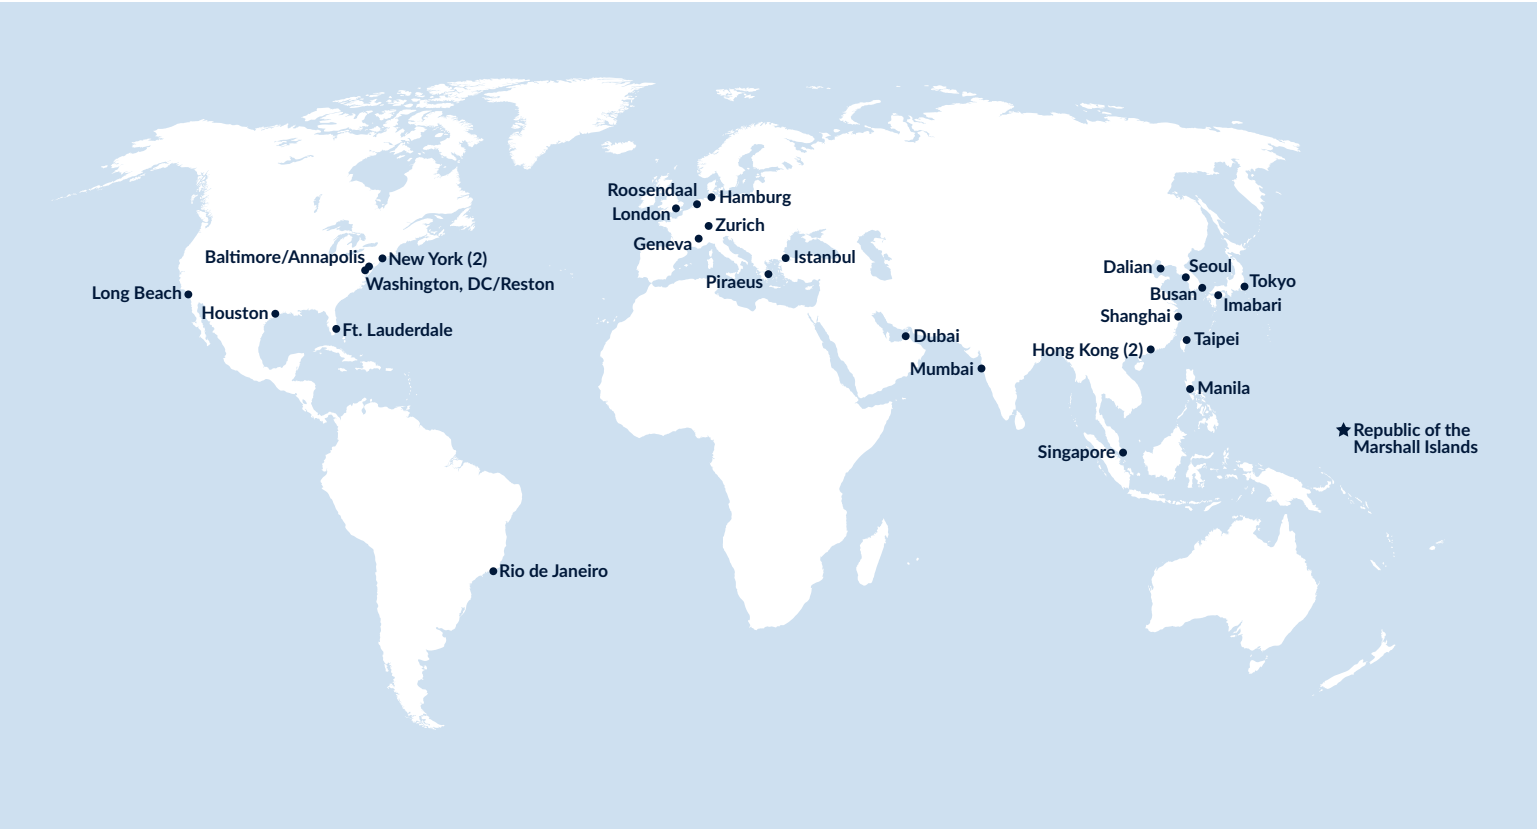 Roosendaal
Hamburg
London
Zurich
Geneva
Baltimore/Annapolis
New York (2)
Istanbul
Washington, DC/Reston
Piraeus
Long Beach
Houston
Ft. Lauderdale
Dalian
Seoul
Tokyo
Busan
Imabari
Shanghai
Dubai
Taipei
Hong Kong (2)
Mumbai
Manila
Republic of the
Marshall Islands
Singapore
Rio de Janeiro